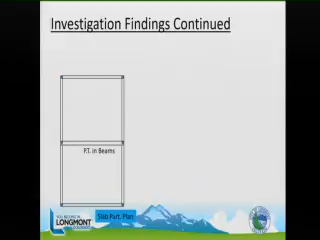 Investigation Findings Continued
P.T. in Beams
Slab Part. Plan
LONGMONT